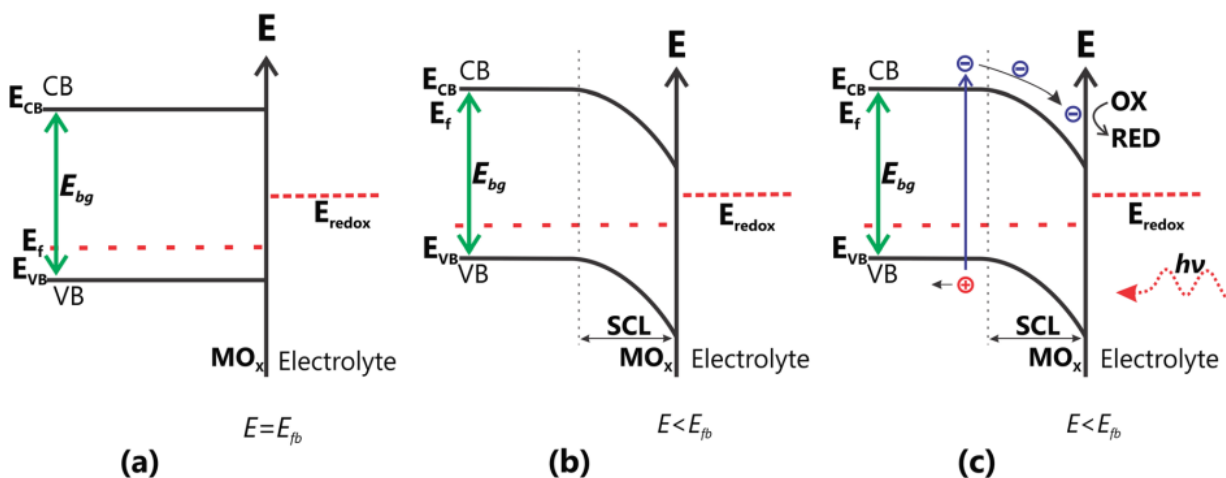 E
CB
E_CB
E_bg
E_f
E_VB
VB
E_redox
MO_x Electrolyte
E = E_fb
(a)
E
CB
E_CB
E_f
E_bg
E_redox
E_VB
VB
SCL
MO_x Electrolyte
E < E_fb
(b)
E
CB
E_CB
E_f
OX
RED
E_bg
E_redox
E_VB
VB
hν
SCL
MO_x Electrolyte
E < E_fb
(c)